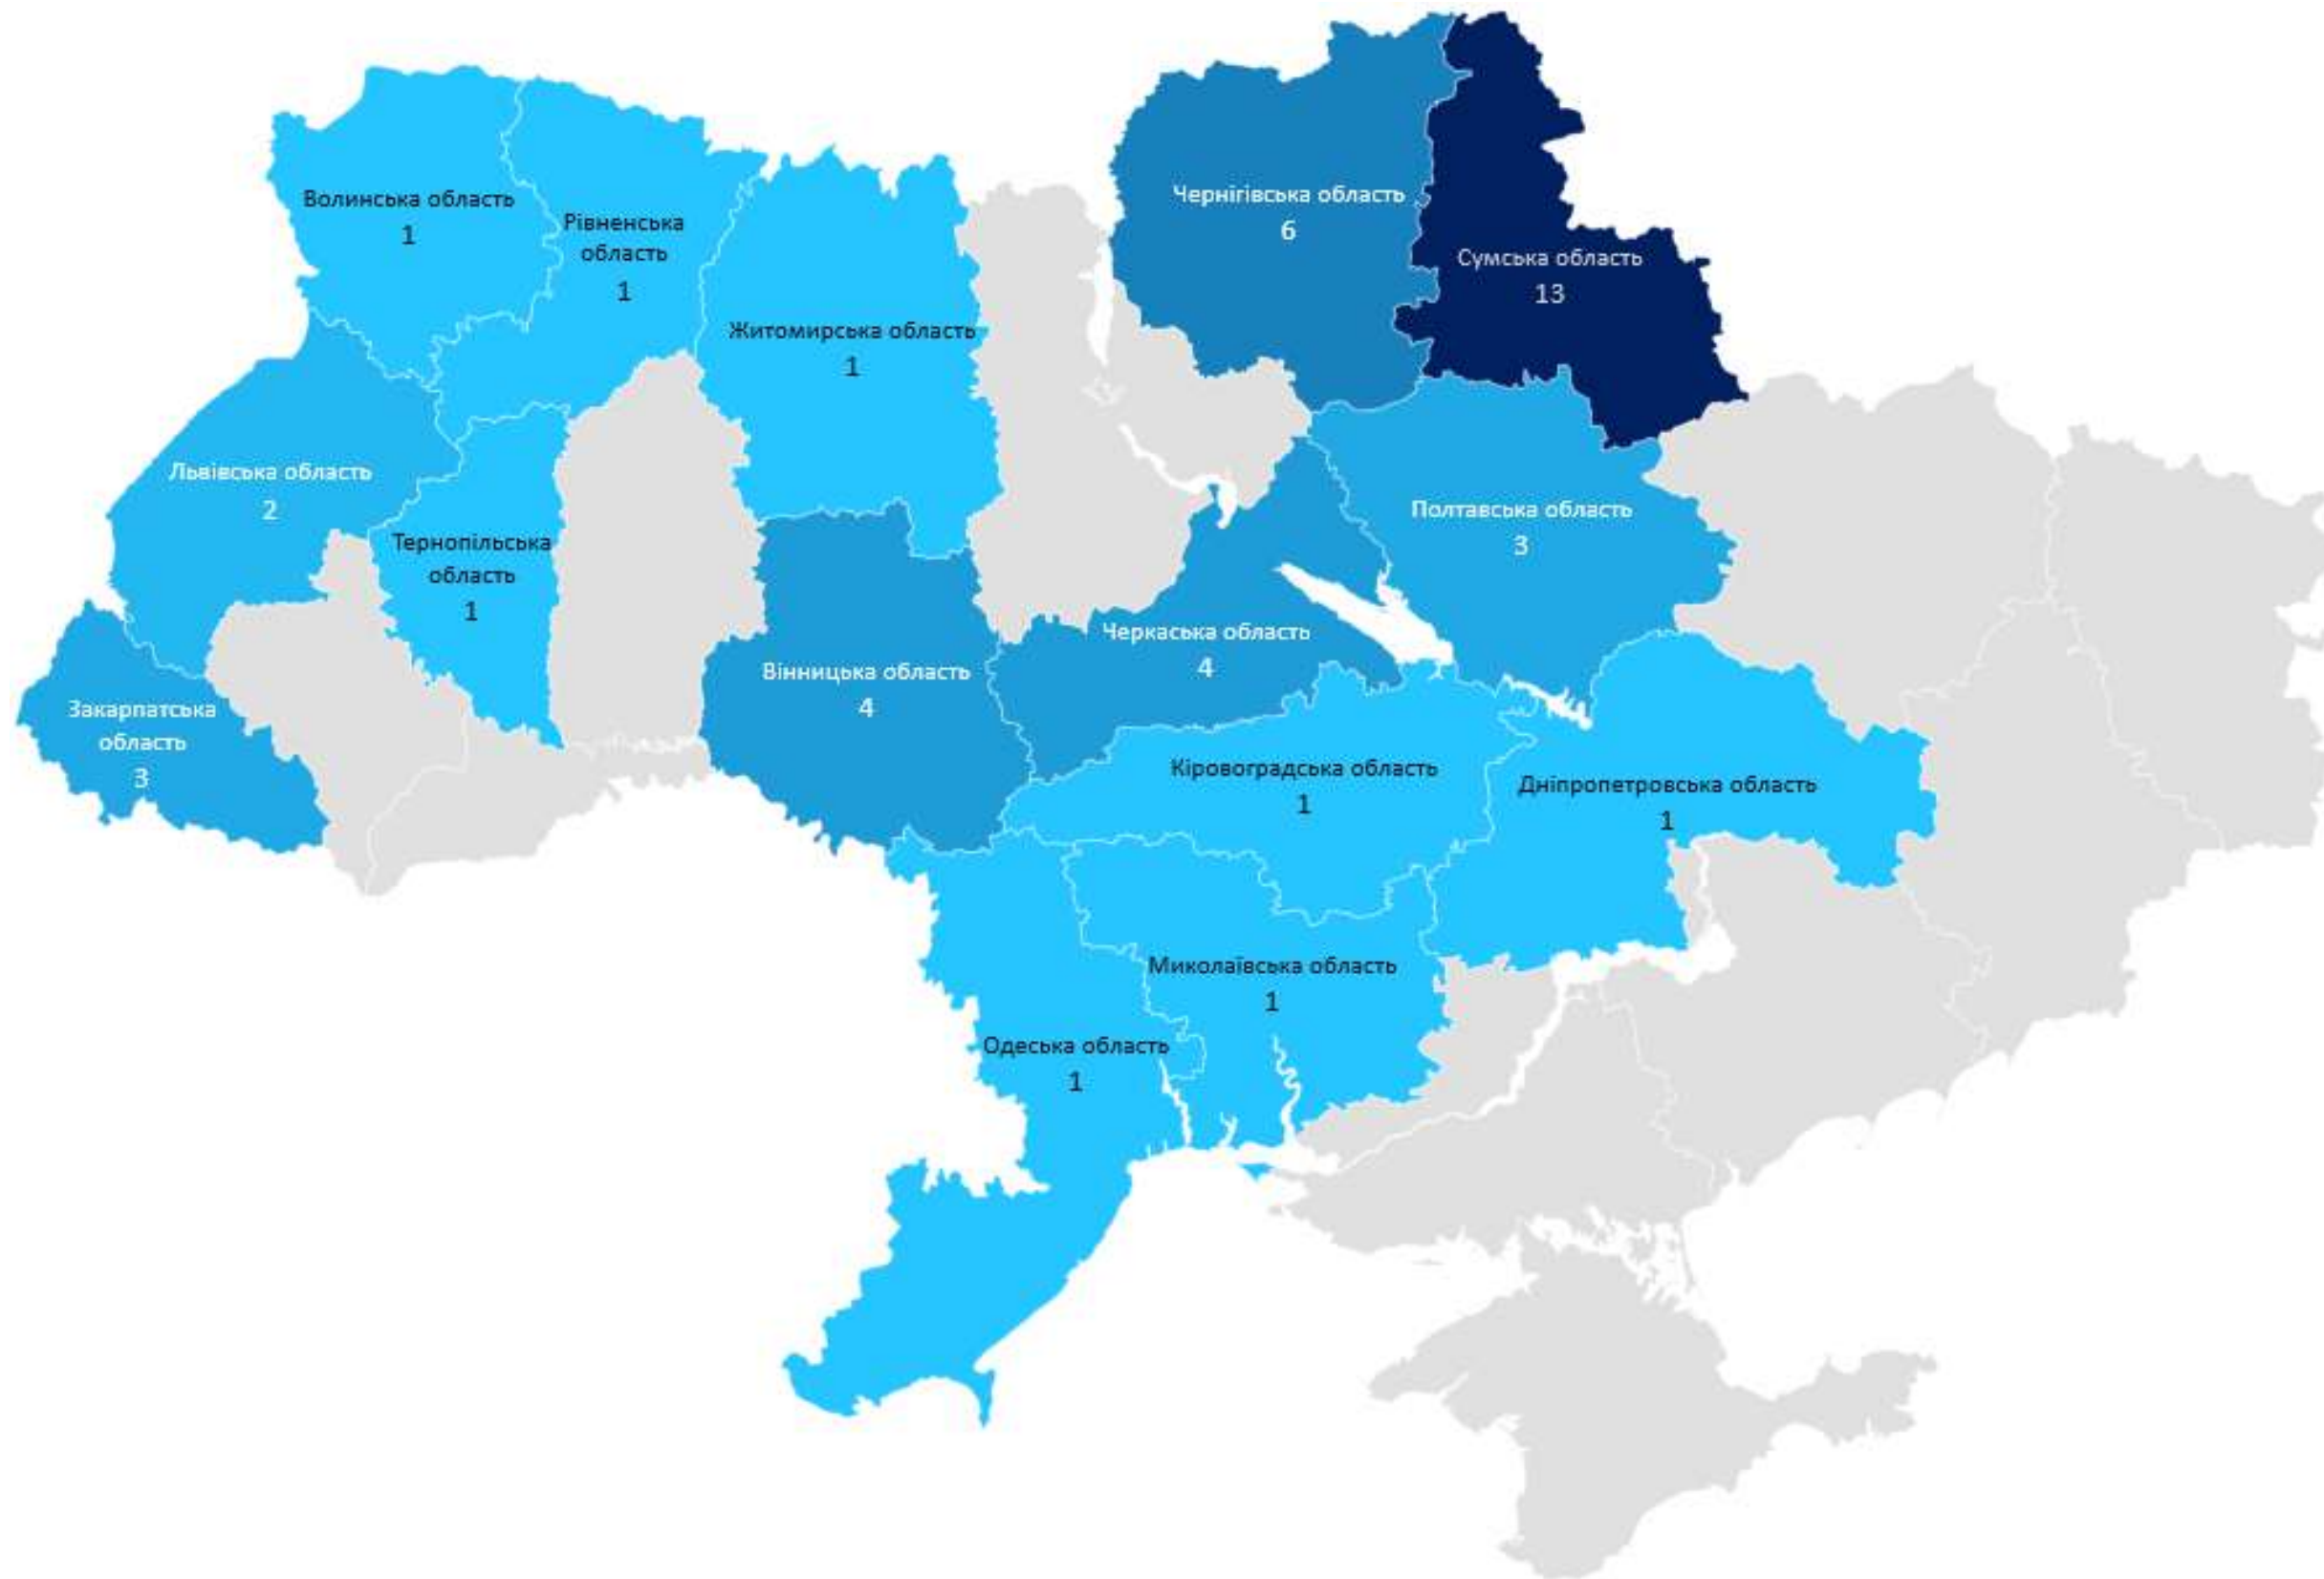 Чернігівська область
6
Волинська область
1
Рівненська
область
1
Сумська область
13
Житомирська область
1
Львівська область
2
Полтавська область
3
Тернопільська
область
1
Черкаська область
4
Вінницька область
4
Закарпатська
область
3
Кіровоградська область
1
Дніпропетровська область
1
Миколаївська область
1
Одеська область
1